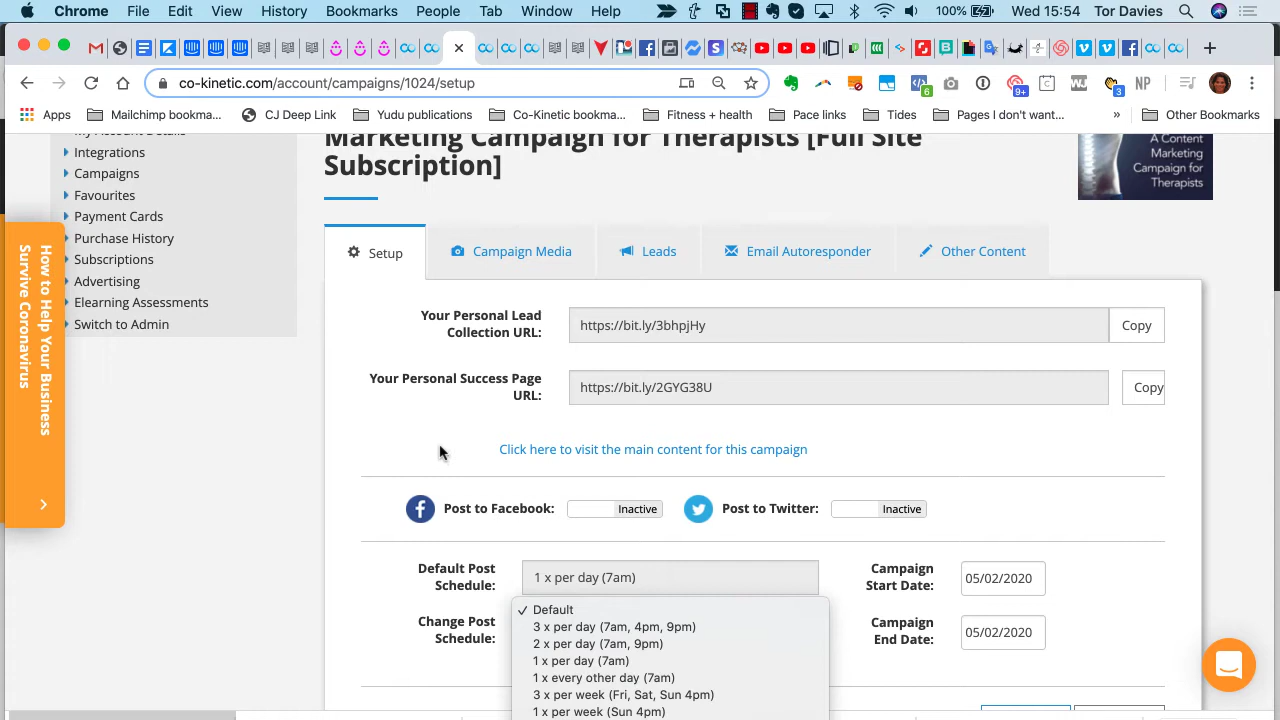 Chrome File Edit View History Bookmarks People Tab Window Help 100% Wed 15:54 Tor Davies
co-kinetic.com/account/campaigns/1024/setup
6 9+ 3 NP
Apps Mailchimp bookma... CJ Deep Link Yudu publications Co-Kinetic bookma... Fitness + health Pace links Tides Pages I don't want... » Other Bookmarks
My Account Details
Integrations
Campaigns
Favourites
Payment Cards
Purchase History
Subscriptions
Advertising
Elearning Assessments
Switch to Admin
How to Help Your Business
Survive Coronavirus
Marketing Campaign for Therapists [Full Site
Subscription]
A Content
Marketing
Campaign for
Therapists
Setup Campaign Media Leads Email Autoresponder Other Content
Your Personal Lead
Collection URL:
https://bit.ly/3bhpjHy Copy
Your Personal Success Page
URL:
https://bit.ly/2GYG38U Copy
Click here to visit the main content for this campaign
Post to Facebook: Inactive Post to Twitter: Inactive
Default Post
Schedule:
1 x per day (7am)
Campaign
Start Date:
05/02/2020
Change Post
Schedule:
✓ Default
3 x per day (7am, 4pm, 9pm)
2 x per day (7am, 9pm)
1 x per day (7am)
1 x every other day (7am)
3 x per week (Fri, Sat, Sun 4pm)
1 x per week (Sun 4pm)
Campaign
End Date:
05/02/2020